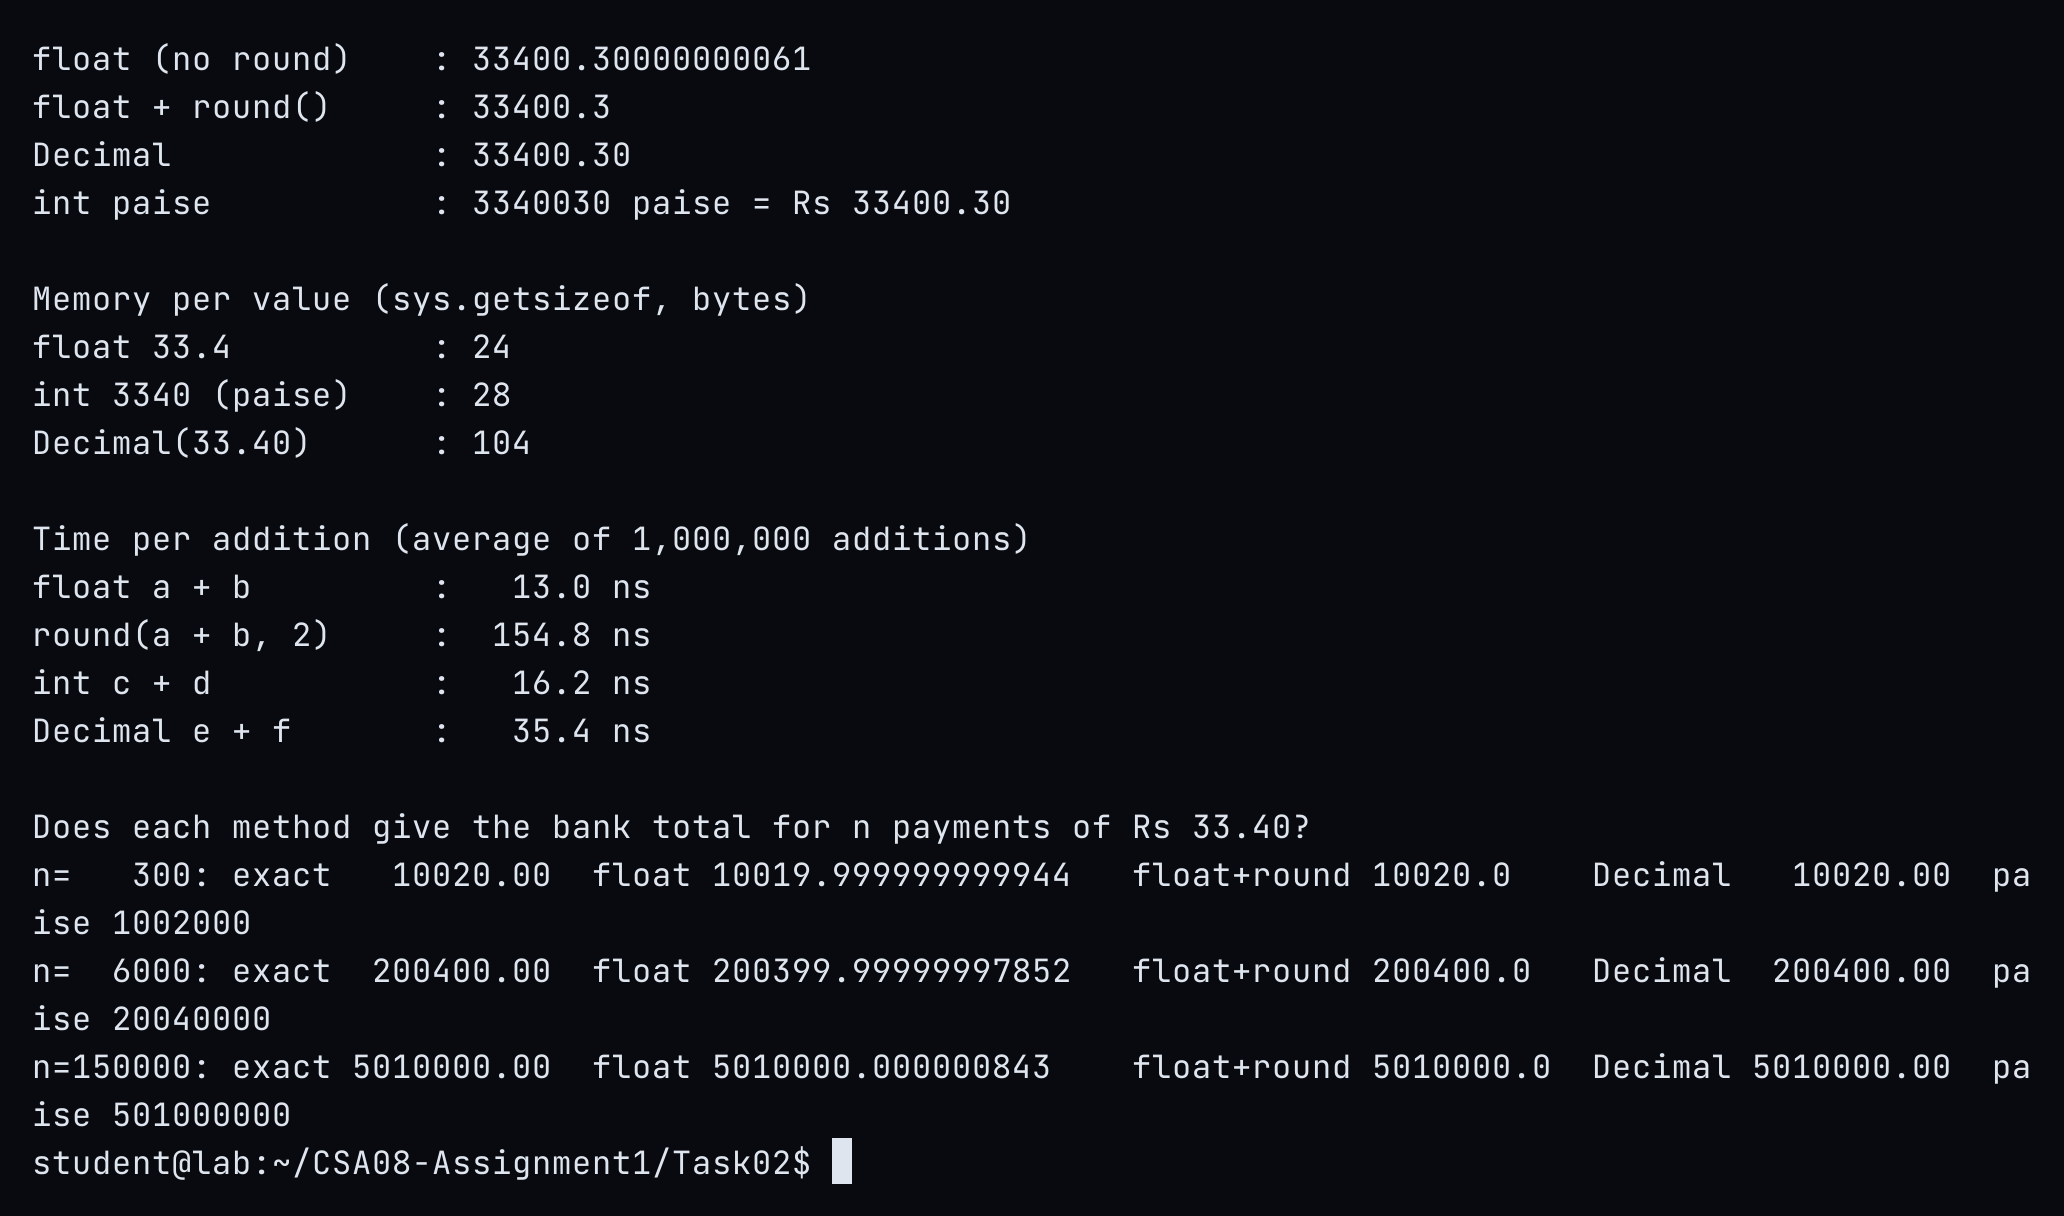 float (no round)    : 33400.30000000061
float + round()     : 33400.3
Decimal             : 33400.30
int paise           : 3340030 paise = Rs 33400.30

Memory per value (sys.getsizeof, bytes)
float 33.4          : 24
int 3340 (paise)    : 28
Decimal(33.40)      : 104

Time per addition (average of 1,000,000 additions)
float a + b         :   13.0 ns
round(a + b, 2)     :  154.8 ns
int c + d           :   16.2 ns
Decimal e + f       :   35.4 ns

Does each method give the bank total for n payments of Rs 33.40?
n=   300: exact   10020.00  float 10019.999999999944   float+round 10020.0    Decimal   10020.00  pa
ise 1002000
n=  6000: exact  200400.00  float 200399.99999997852   float+round 200400.0   Decimal  200400.00  pa
ise 20040000
n=150000: exact 5010000.00  float 5010000.000000843    float+round 5010000.0  Decimal 5010000.00  pa
ise 501000000
student@lab:~/CSA08-Assignment1/Task02$